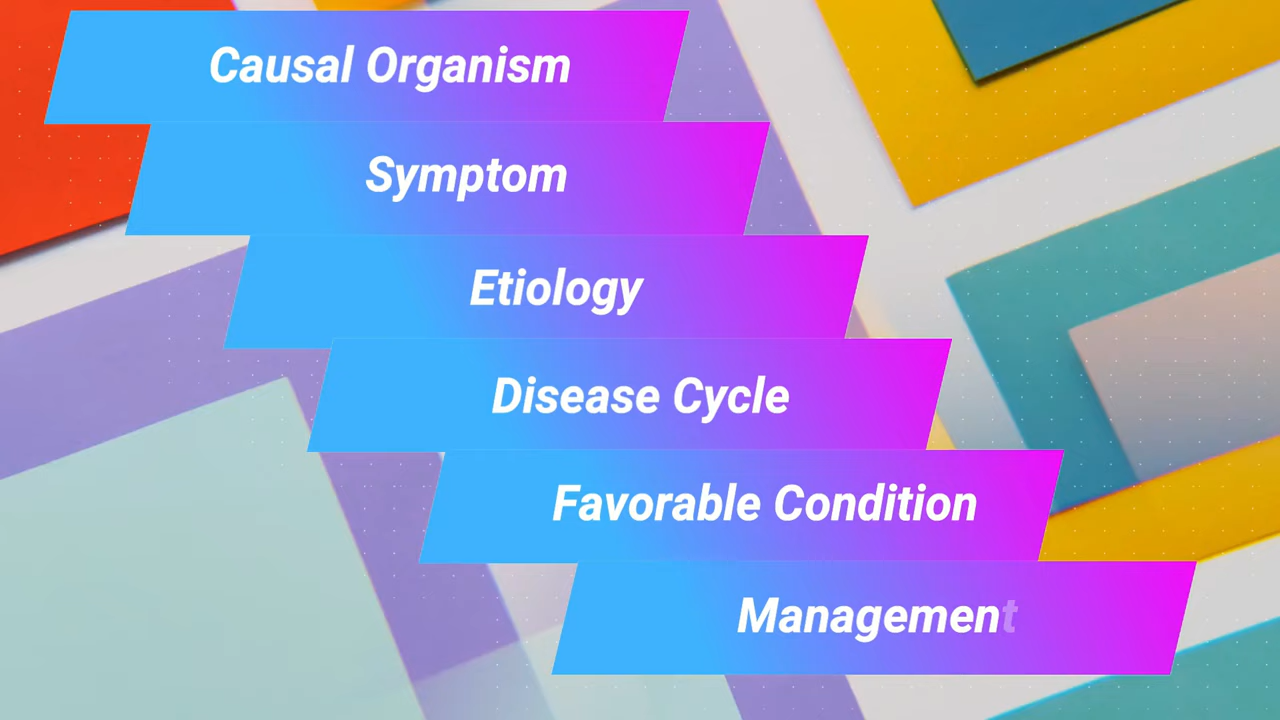 Causal Organism
Symptom
Etiology
Disease Cycle
Favorable Condition
Management